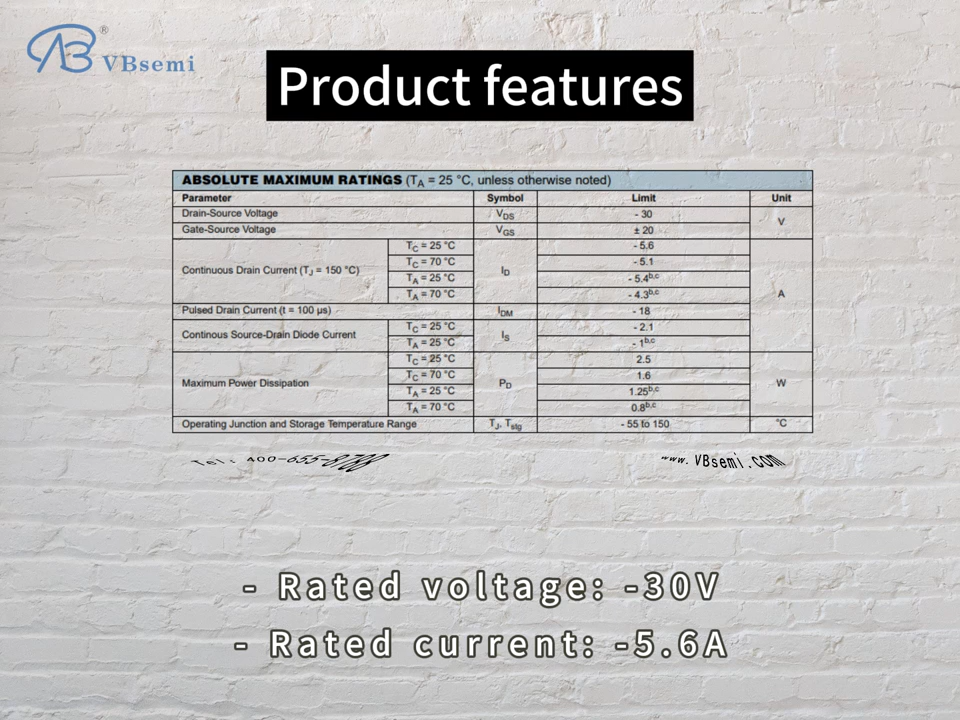 VBsemi®
Product features
ABSOLUTE MAXIMUM RATINGS (TA = 25 °C, unless otherwise noted)
Parameter Symbol Limit Unit
Drain-Source Voltage VDS - 30 V
Gate-Source Voltage VGS ± 20
Continuous Drain Current (TJ = 150 °C) TC = 25 °C ID - 5.6 A
TC = 70 °C - 5.1
TA = 25 °C - 5.4b,c
TA = 70 °C - 4.3b,c
Pulsed Drain Current (t = 100 µs) IDM - 18
Continous Source-Drain Diode Current TC = 25 °C IS - 2.1
TA = 25 °C - 1b,c
Maximum Power Dissipation TC = 25 °C PD 2.5 W
TC = 70 °C 1.6
TA = 25 °C 1.25b,c
TA = 70 °C 0.8b,c
Operating Junction and Storage Temperature Range TJ, Tstg - 55 to 150 °C
Tel: 400-655-8788 www.VBsemi.com
- Rated voltage: -30V
- Rated current: -5.6A